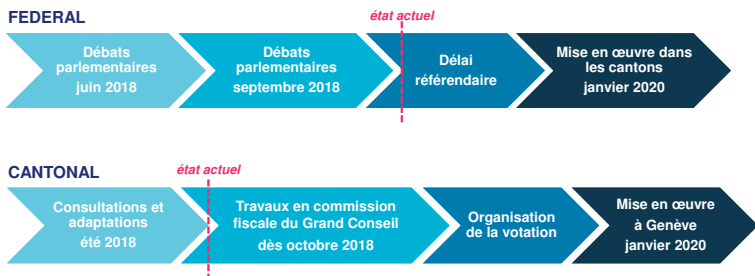 FEDERAL
état actuel
Débats
parlementaires
juin 2018
Débats
parlementaires
septembre 2018
Délai
référendaire
Mise en œuvre dans
les cantons
janvier 2020
CANTONAL
état actuel
Consultations et
adaptations
été 2018
Travaux en commission
fiscale du Grand Conseil
dès octobre 2018
Organisation
de la votation
Mise en œuvre
à Genève
janvier 2020